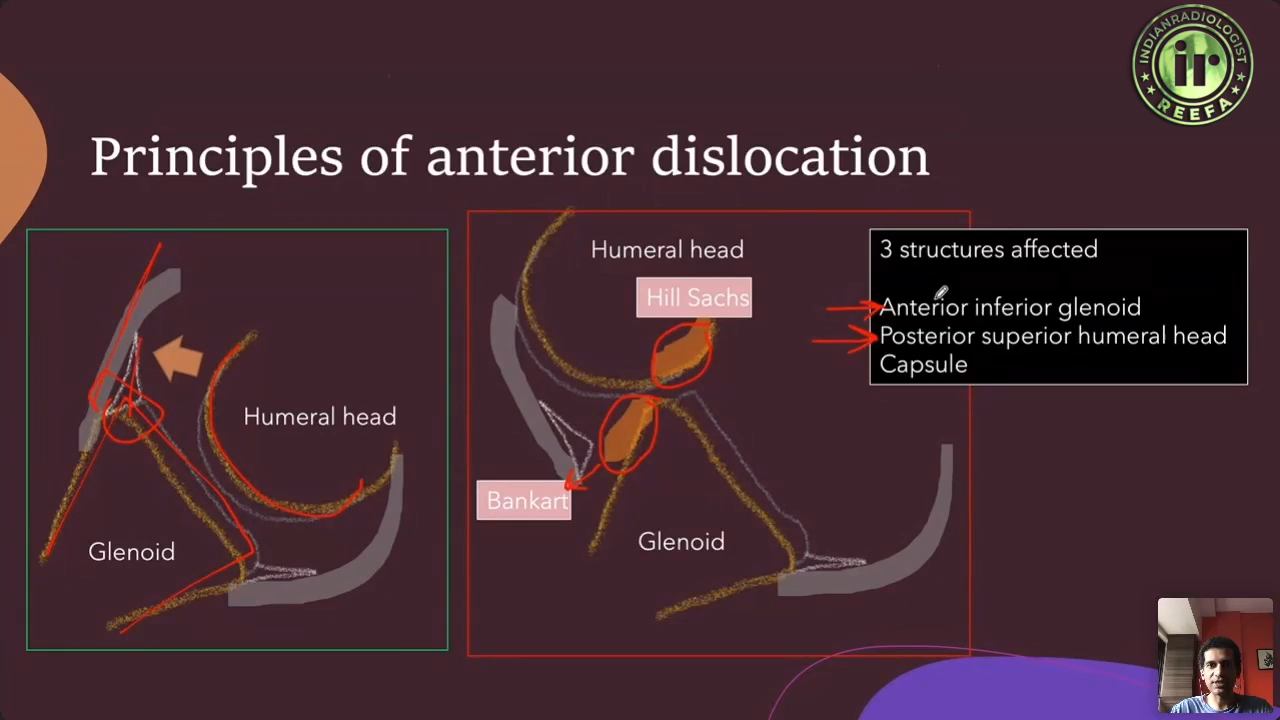 INDIANRADIOLOGIST
ir
REEFA
Principles of anterior dislocation
Humeral head
Glenoid
Humeral head
Hill Sachs
Bankart
Glenoid
3 structures affected
Anterior inferior glenoid
Posterior superior humeral head
Capsule